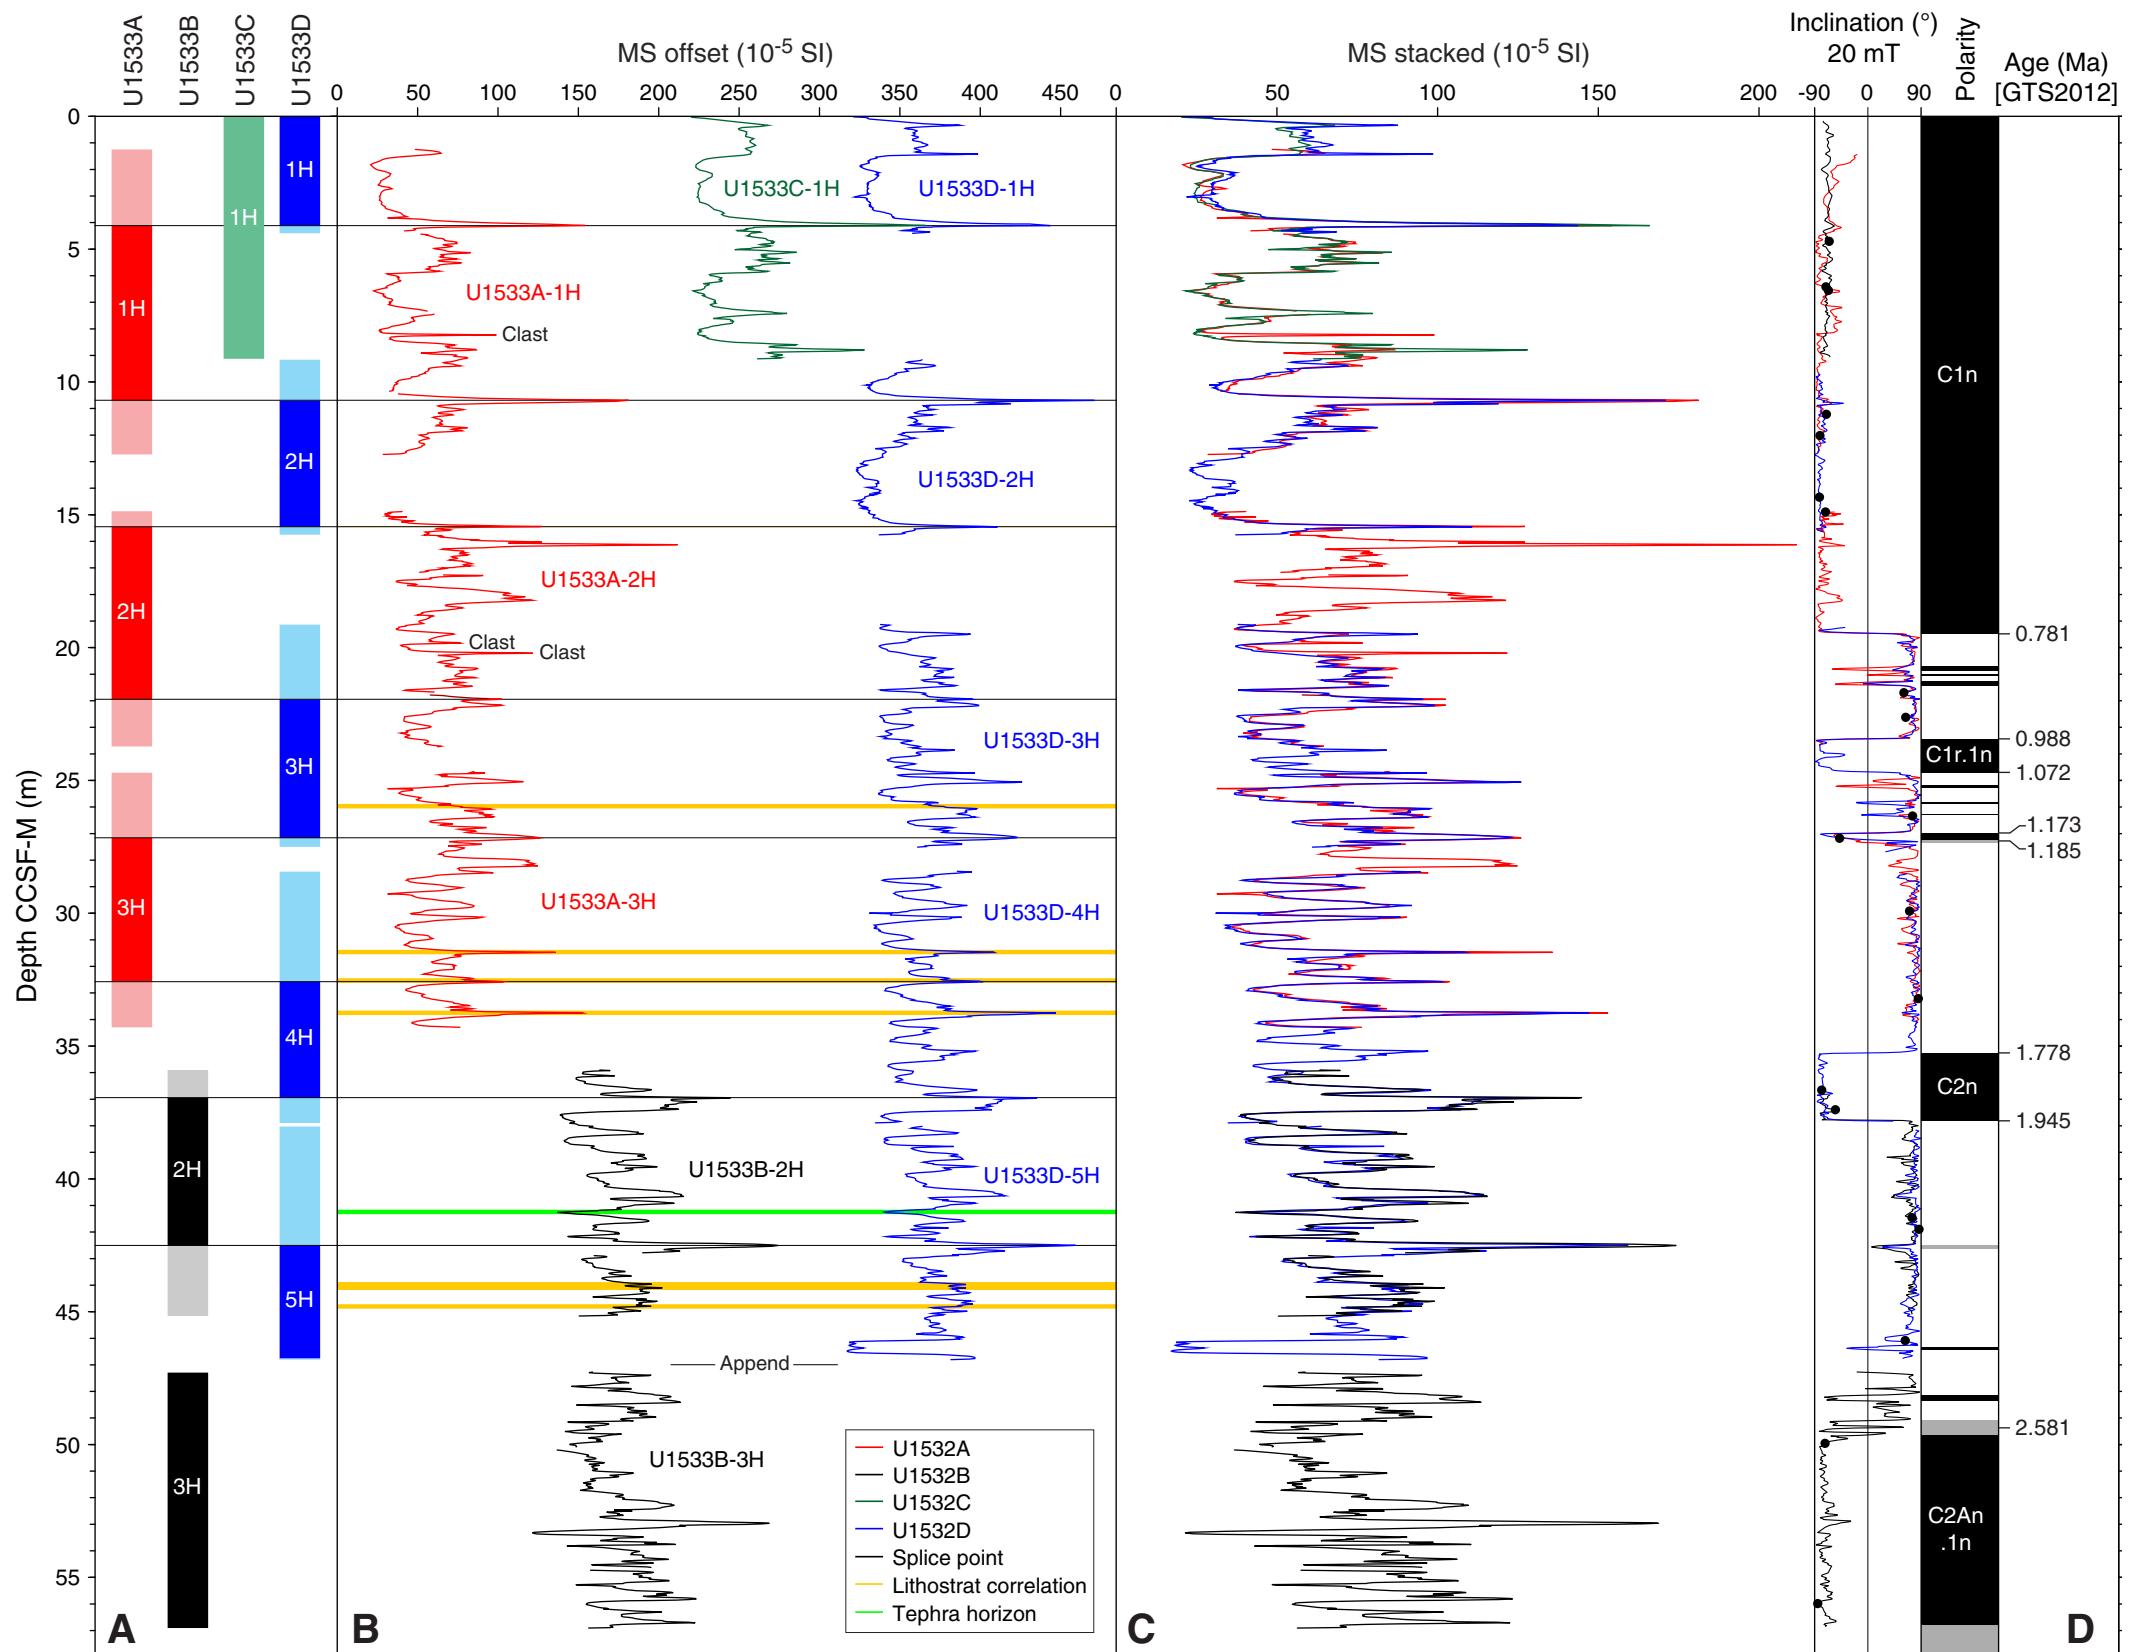 U1533A
U1533B
U1533C
U1533D
MS offset (10-5 SI)
MS stacked (10-5 SI)
Inclination (°)
20 mT
Polarity
Age (Ma)
[GTS2012]
0 50 100 150 200 250 300 350 400 450
0 50 100 150 200
-90 0 90
Depth CCSF-M (m)
0
5
10
15
20
25
30
35
40
45
50
55
1H
2H
3H
2H
3H
1H
1H
2H
3H
4H
5H
U1533C-1H
U1533D-1H
U1533A-1H
Clast
U1533D-2H
U1533A-2H
Clast
Clast
U1533D-3H
U1533A-3H
U1533D-4H
U1533B-2H
U1533D-5H
Append
U1533B-3H
U1532A
U1532B
U1532C
U1532D
Splice point
Lithostrat correlation
Tephra horizon
C1n
C1r.1n
C2n
C2An
.1n
0.781
0.988
1.072
1.173
1.185
1.778
1.945
2.581
A
B
C
D